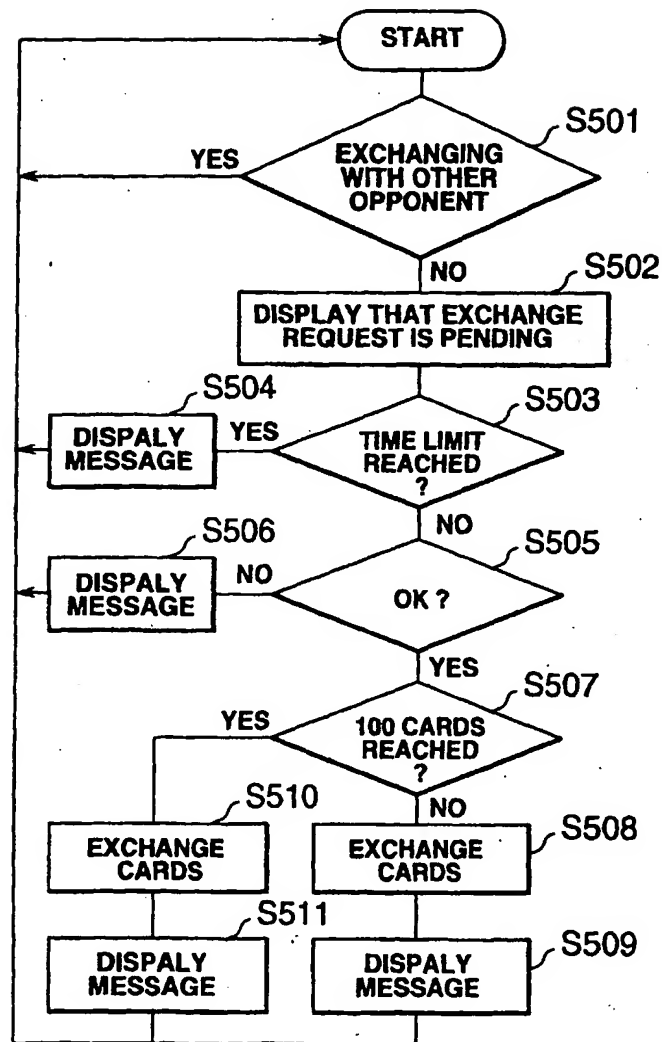 START
S501
YES
EXCHANGING
WITH OTHER
OPPONENT
NO
S502
DISPLAY THAT EXCHANGE
REQUEST IS PENDING
S504
S503
DISPALY
MESSAGE
YES
TIME LIMIT
REACHED
?
NO
S506
S505
DISPALY
MESSAGE
NO
OK ?
YES
S507
YES
100 CARDS
REACHED
?
NO
S510
S508
EXCHANGE
CARDS
EXCHANGE
CARDS
S511
S509
DISPALY
MESSAGE
DISPALY
MESSAGE